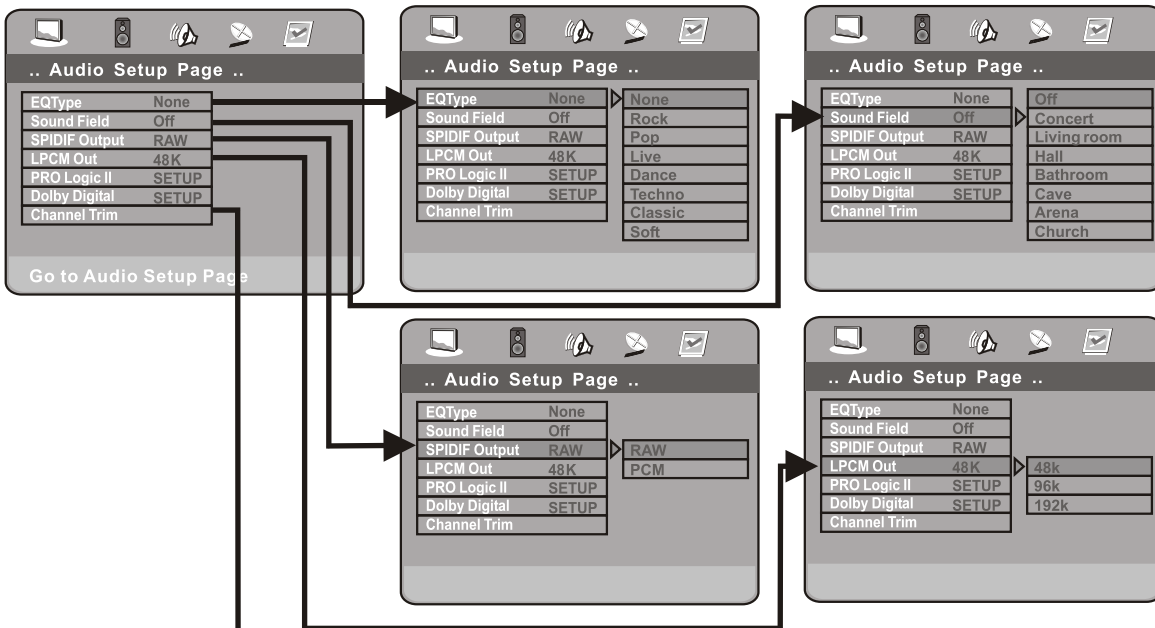 .. Audio Setup Page ..
EQType None
Sound Field Off
SPIDIF Output RAW
LPCM Out 48K
PRO Logic II SETUP
Dolby Digital SETUP
Channel Trim
Go to Audio Setup Page
.. Audio Setup Page ..
EQType None None
Sound Field Off Rock
SPIDIF Output RAW Pop
LPCM Out 48K Live
PRO Logic II SETUP Dance
Dolby Digital SETUP Techno
Channel Trim Classic
Soft
.. Audio Setup Page ..
EQType None Off
Sound Field Off Concert
SPIDIF Output RAW Living room
LPCM Out 48K Hall
PRO Logic II SETUP Bathroom
Dolby Digital SETUP Cave
Channel Trim Arena
Church
.. Audio Setup Page ..
EQType None
Sound Field Off
SPIDIF Output RAW RAW
LPCM Out 48K PCM
PRO Logic II SETUP
Dolby Digital SETUP
Channel Trim
.. Audio Setup Page ..
EQType None
Sound Field Off
SPIDIF Output RAW
LPCM Out 48K 48k
PRO Logic II SETUP 96k
Dolby Digital SETUP 192k
Channel Trim